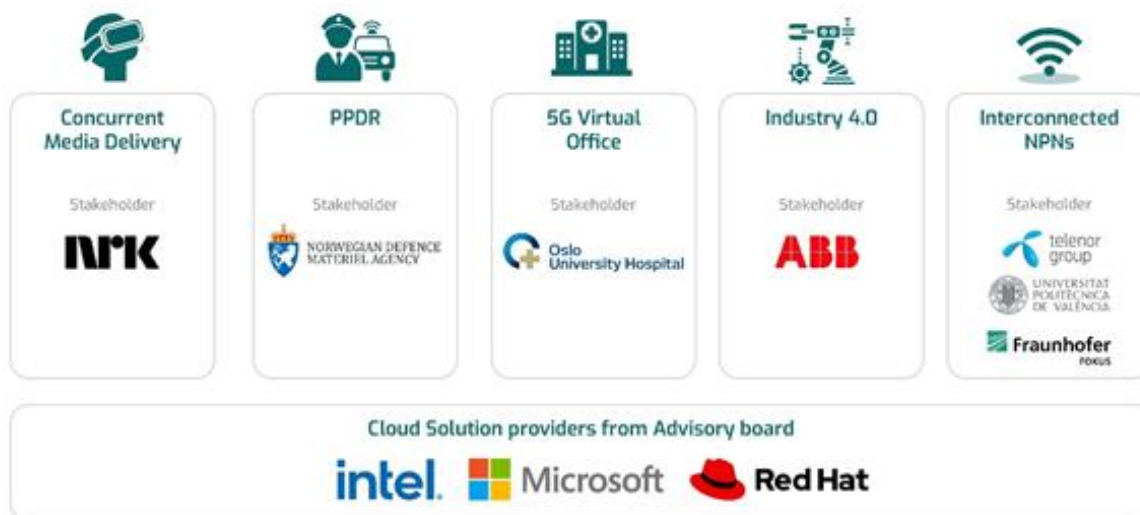 Concurrent
Media Delivery
Stakeholder
nrk
PPDR
Stakeholder
NORWEGIAN DEFENCE
MATERIEL AGENCY
5G Virtual
Office
Stakeholder
Oslo
University Hospital
Industry 4.0
Stakeholder
ABB
Interconnected
NPNs
Stakeholder
telenor
group
UNIVERSITAT
POLITÈCNICA
DE VALÈNCIA
Fraunhofer
FOKUS
Cloud Solution providers from Advisory board
intel.
Microsoft
Red Hat